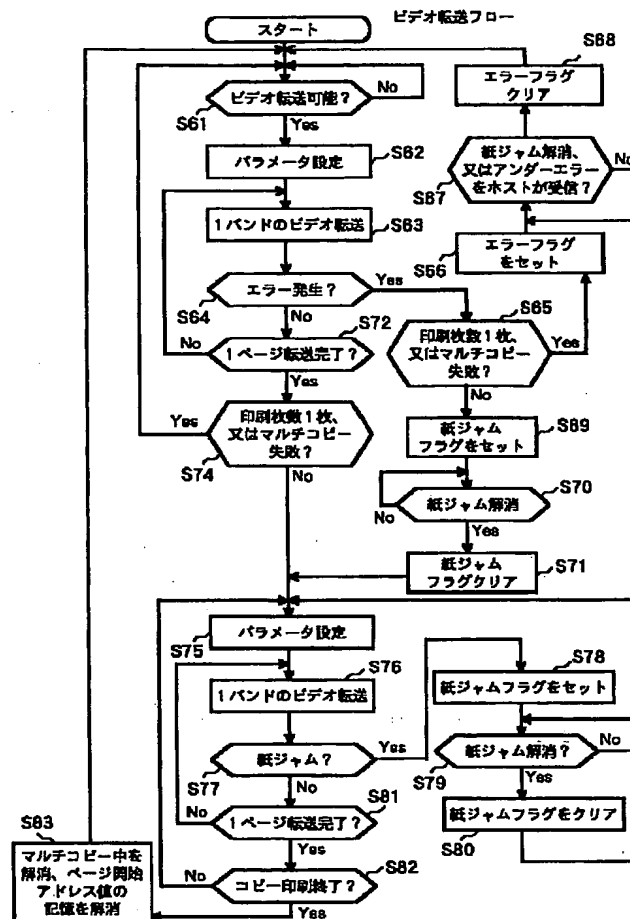 ビデオ転送フロー
スタート
ビデオ転送可能？
No
S61
Yes
パラメータ設定
S62
1バンドのビデオ転送
S63
エラー発生？
Yes
S64
No
S72
1ページ転送完了？
No
Yes
印刷枚数1枚、
又はマルチコピー
失敗？
Yes
S74
No
S68
エラーフラグ
クリア
紙ジャム解消、
又はアンダーエラー
をホストが受信？
No
S67
エラーフラグ
をセット
S66
S65
印刷枚数1枚、
又はマルチコピー
失敗？
Yes
No
紙ジャム
フラグをセット
S69
紙ジャム解消
S70
No
Yes
紙ジャム
フラグクリア
S71
パラメータ設定
S75
S76
1バンドのビデオ転送
紙ジャム？
Yes
S77
No
S81
1ページ転送完了？
No
Yes
S82
コピー印刷終了？
No
Yes
S78
紙ジャムフラグをセット
紙ジャム解消？
No
S79
Yes
紙ジャムフラグをクリア
S80
S83
マルチコピー中を
解消、ページ開始
アドレス値の
記憶を解消